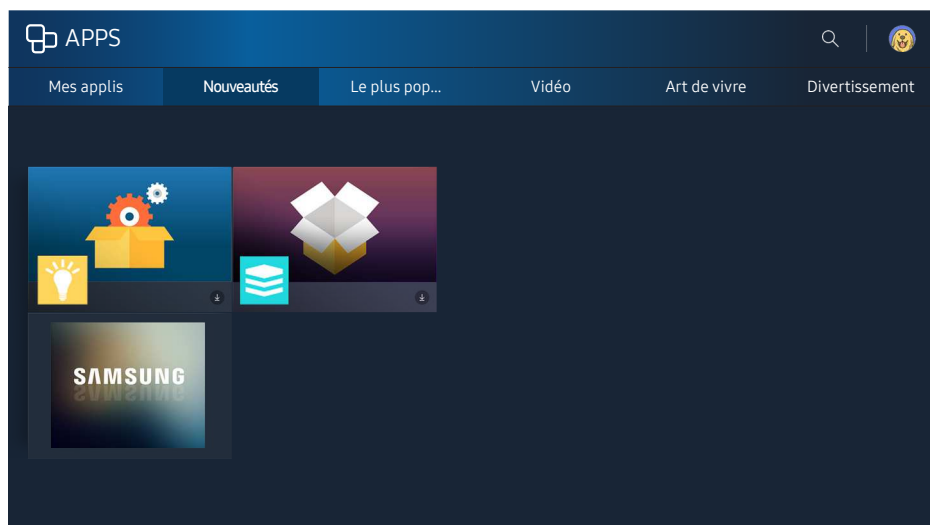 APPS
Mes applis Nouveautés Le plus pop... Vidéo Art de vivre Divertissement
SAMSUNG